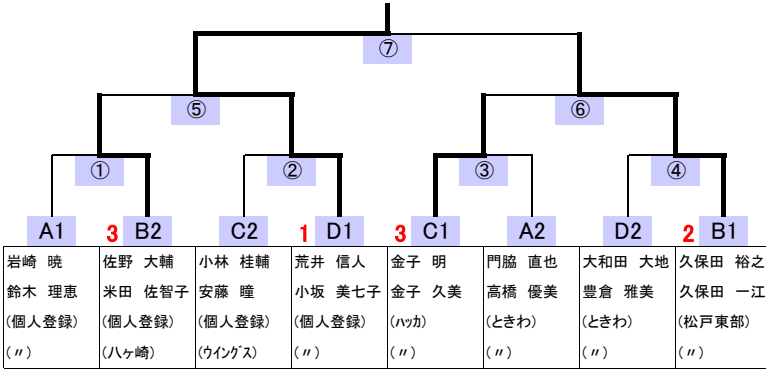 ⑦
⑤ ⑥
① ② ③ ④
A1 3 B2 C2 1 D1 3 C1 A2 D2 2 B1
岩崎 暁 佐野 大輔 小林 桂輔 荒井 信人 金子 明 門脇 直也 大和田 大地 久保田 裕之
鈴木 理恵 米田 佐智子 安藤 瞳 小坂 美七子 金子 久美 高橋 優美 豊倉 雅美 久保田 一江
(個人登録) (個人登録) (個人登録) (個人登録) (ハッカ) (ときわ) (ときわ) (松戸東部)
(〃) (八ヶ崎) (ウイングス) (〃) (〃) (〃) (〃) (〃)